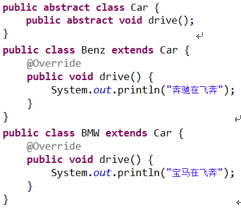 public abstract class Car {
    public abstract void drive();
}
public class Benz extends Car {
    @Override
    public void drive() {
        System.out.println("奔驰在飞奔");
    }
}
public class BMW extends Car {
    @Override
    public void drive() {
        System.out.println("宝马在飞奔");
    }
}